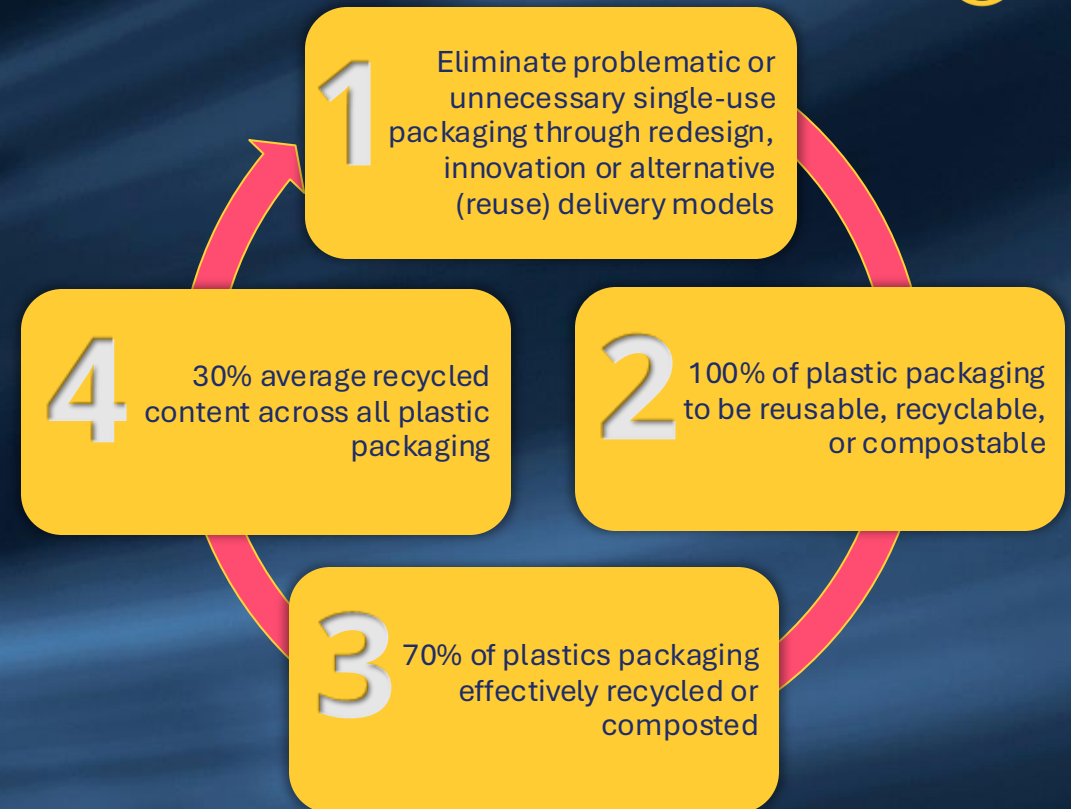 1
Eliminate problematic or
unnecessary single-use
packaging through redesign,
innovation or alternative
(reuse) delivery models
2
100% of plastic packaging
to be reusable, recyclable,
or compostable
3
70% of plastics packaging
effectively recycled or
composted
4
30% average recycled
content across all plastic
packaging